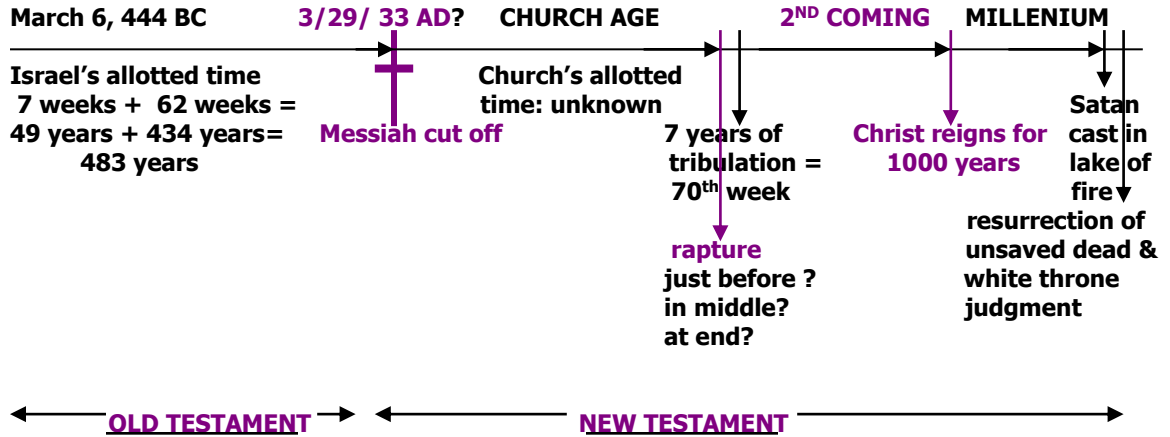 March 6, 444 BC
3/29/ 33 AD?
CHURCH AGE
2ND COMING
MILLENIUM
Israel's allotted time
7 weeks + 62 weeks =
49 years + 434 years=
483 years
Messiah cut off
Church's allotted
time: unknown
7 years of
tribulation =
70th week
rapture
just before ?
in middle?
at end?
Christ reigns for
1000 years
Satan
cast in
lake of
fire
resurrection of
unsaved dead &
white throne
judgment
OLD TESTAMENT
NEW TESTAMENT